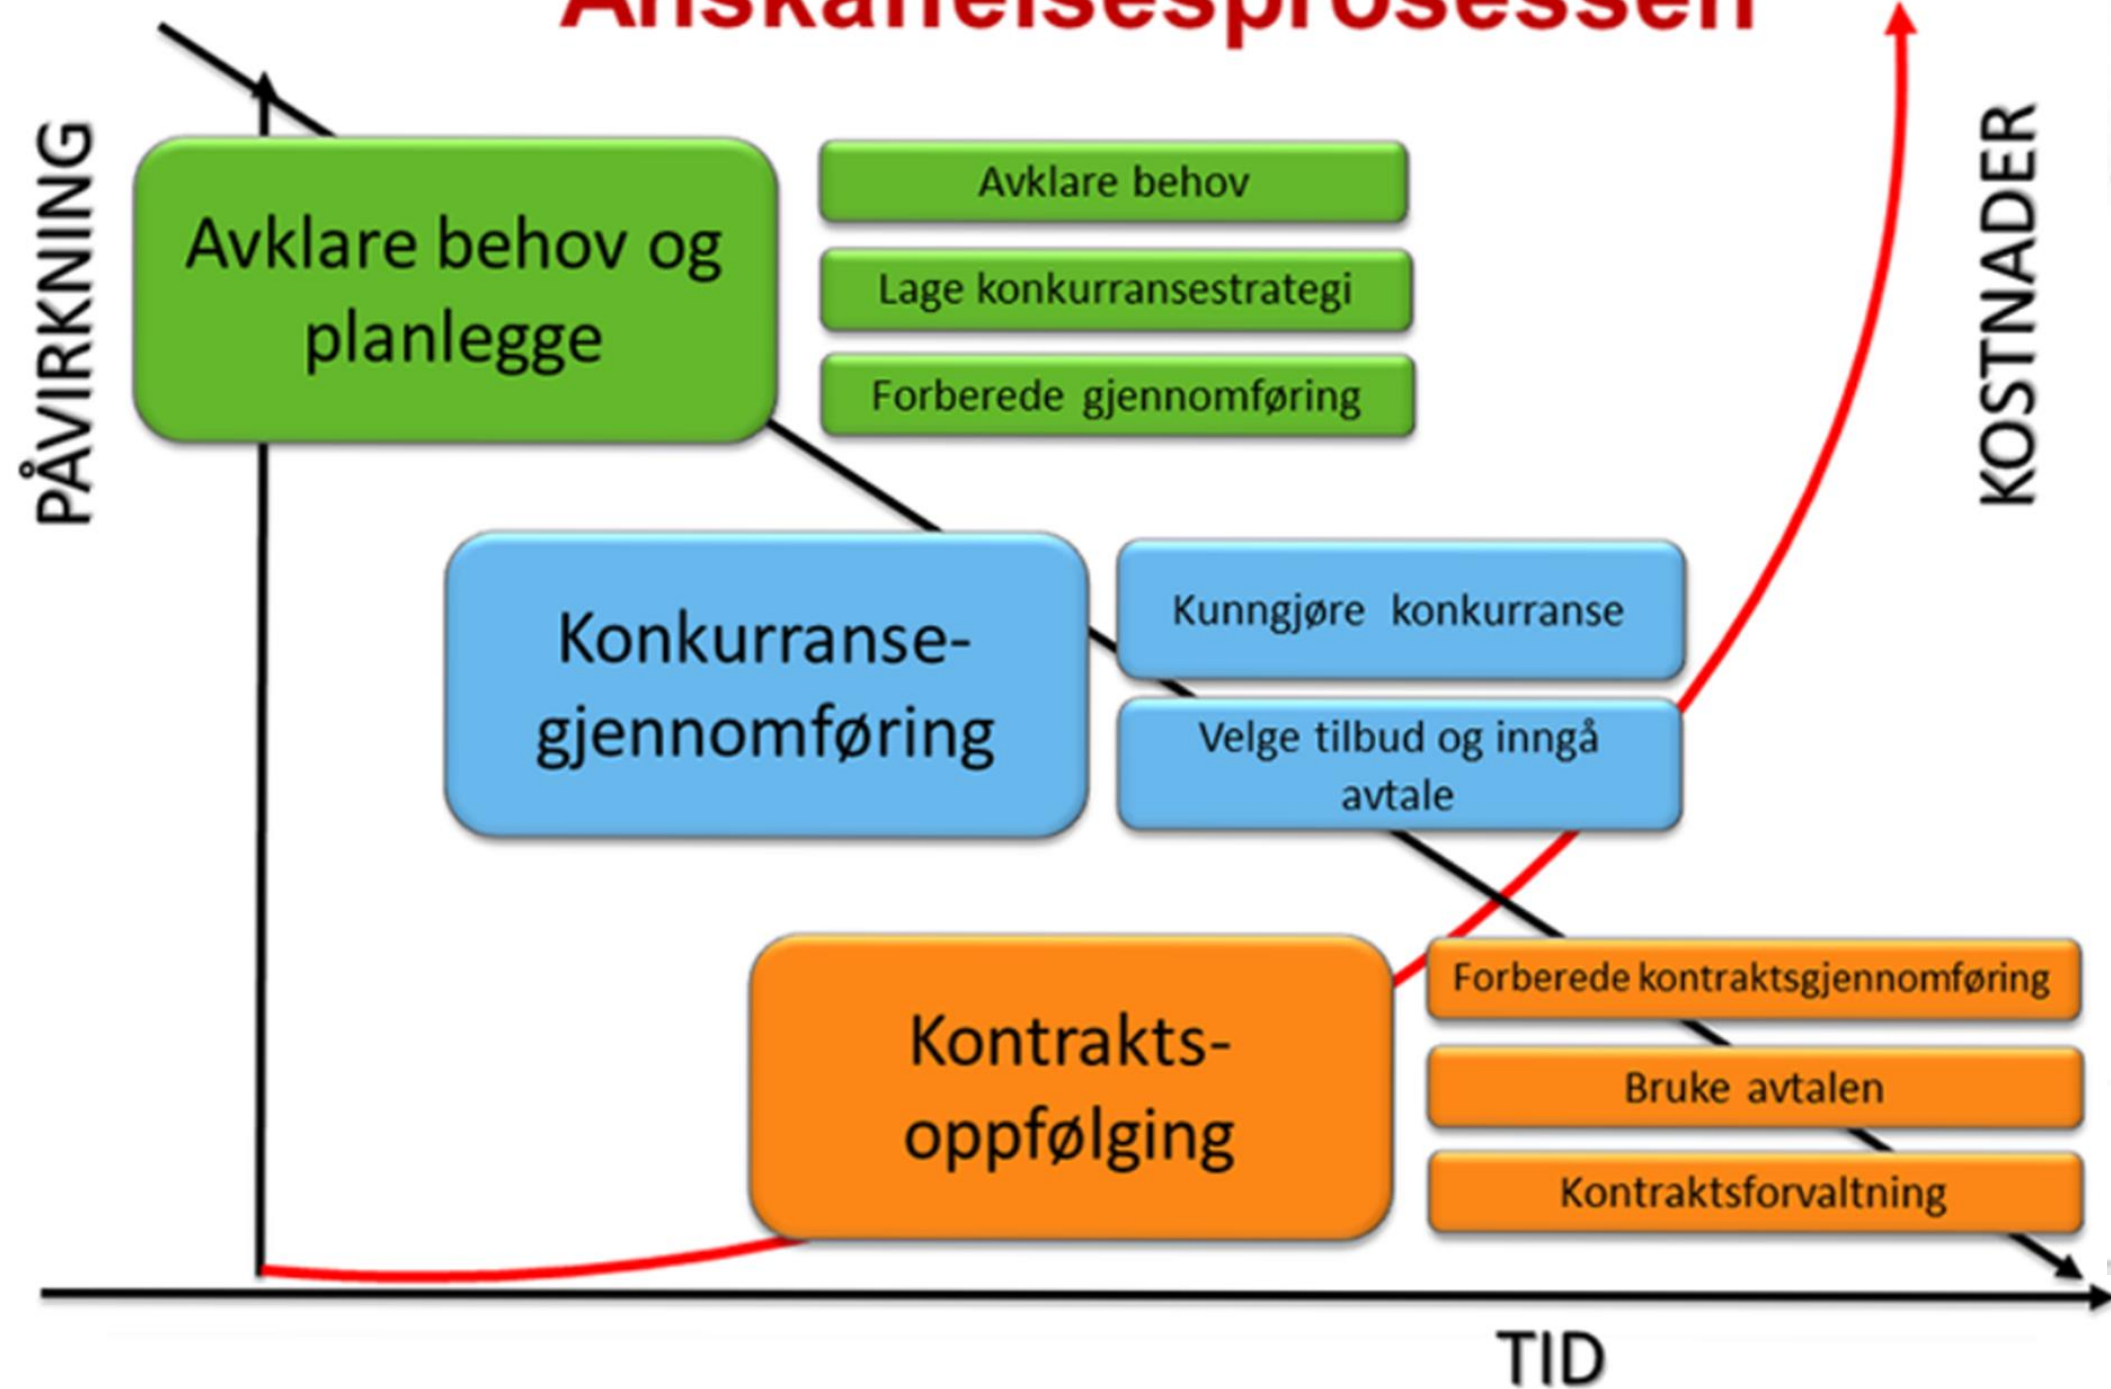 Anskaffelsesprosessen
PÅVIRKNING
KOSTNADER
Avklare behov og
planlegge
Avklare behov
Lage konkurransestrategi
Forberede gjennomføring
Konkurranse-
gjennomføring
Kunngjøre konkurranse
Velge tilbud og inngå
avtale
Kontrakts-
oppfølging
Forberede kontraktsgjennomføring
Bruke avtalen
Kontraktsforvaltning
TID